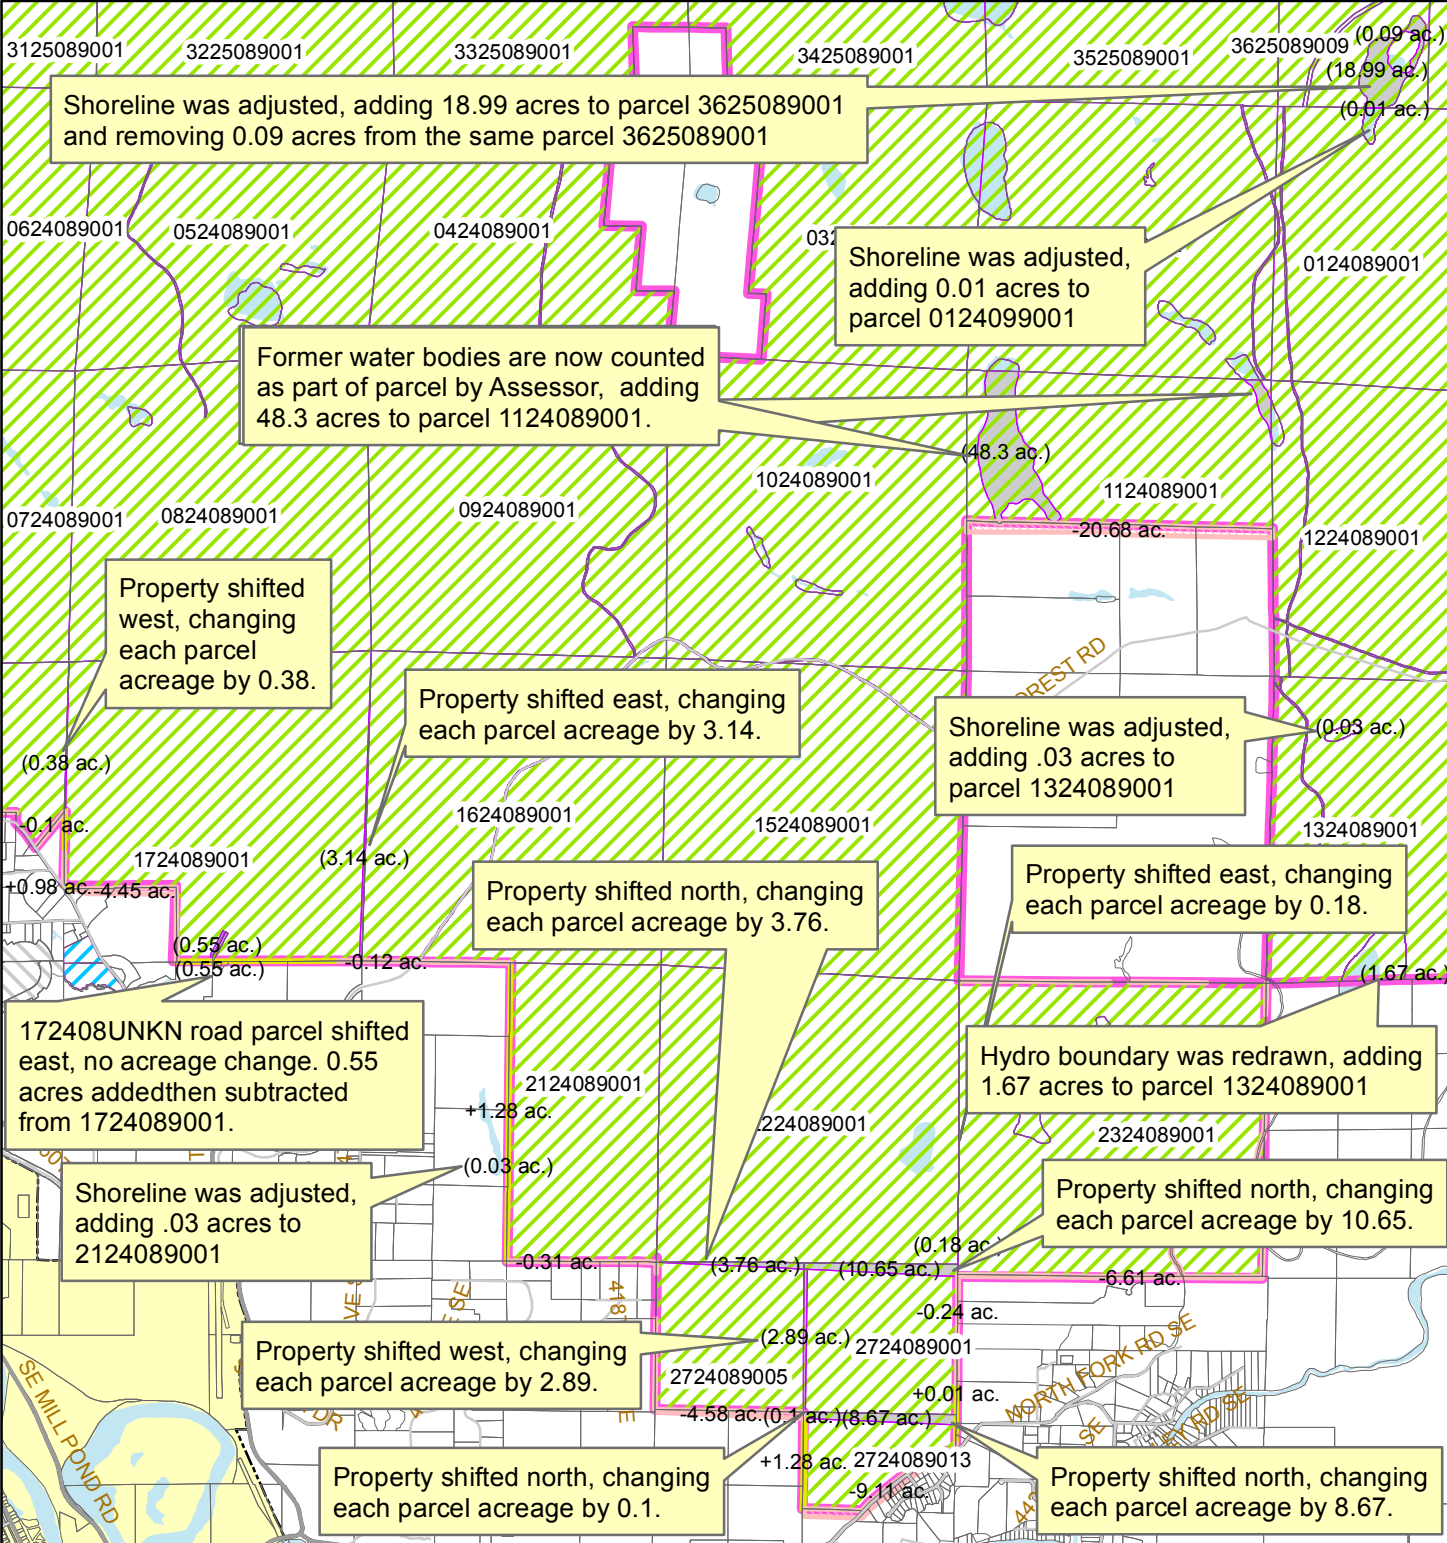 3125089001
3225089001
3325089001
3425089001
3525089001
3625089009
(0.09 ac.)
(18.99 ac.)
(0.01 ac.)
Shoreline was adjusted, adding 18.99 acres to parcel 3625089001
and removing 0.09 acres from the same parcel 3625089001
0624089001
0524089001
0424089001
0124089001
Shoreline was adjusted,
adding 0.01 acres to
parcel 0124099001
Former water bodies are now counted
as part of parcel by Assessor, adding
48.3 acres to parcel 1124089001.
(48.3 ac.)
0724089001
0824089001
0924089001
1024089001
1124089001
-20.68 ac.
1224089001
Property shifted
west, changing
each parcel
acreage by 0.38.
Property shifted east, changing
each parcel acreage by 3.14.
OREST RD
Shoreline was adjusted,
adding .03 acres to
parcel 1324089001
(0.03 ac.)
(0.38 ac.)
-0.1 ac.
1624089001
1524089001
1324089001
1724089001
(3.14 ac.)
+0.98 ac.
-4.45 ac.
Property shifted north, changing
each parcel acreage by 3.76.
Property shifted east, changing
each parcel acreage by 0.18.
(0.55 ac.)
(0.55 ac.)
-0.12 ac.
(1.67 ac.)
172408UNKN road parcel shifted
east, no acreage change. 0.55
acres addedthen subtracted
from 1724089001.
Hydro boundary was redrawn, adding
1.67 acres to parcel 1324089001
2124089001
+1.28 ac.
224089001
2324089001
(0.03 ac.)
Shoreline was adjusted,
adding .03 acres to
2124089001
Property shifted north, changing
each parcel acreage by 10.65.
-0.31 ac.
(3.76 ac.)
(0.18 ac.)
(10.65 ac.)
-6.61 ac.
VE S
E SE
-0.24 ac.
(2.89 ac.)
2724089001
Property shifted west, changing
each parcel acreage by 2.89.
2724089005
+0.01 ac.
NORTH FORK RD SE
-4.58 ac.
(0.1 ac.)
(8.67 ac.)
SE
EY RD SE
SE MILL POND RD
DR
+1.28 ac.
2724089013
-9.11 ac.
Property shifted north, changing
each parcel acreage by 0.1.
Property shifted north, changing
each parcel acreage by 8.67.